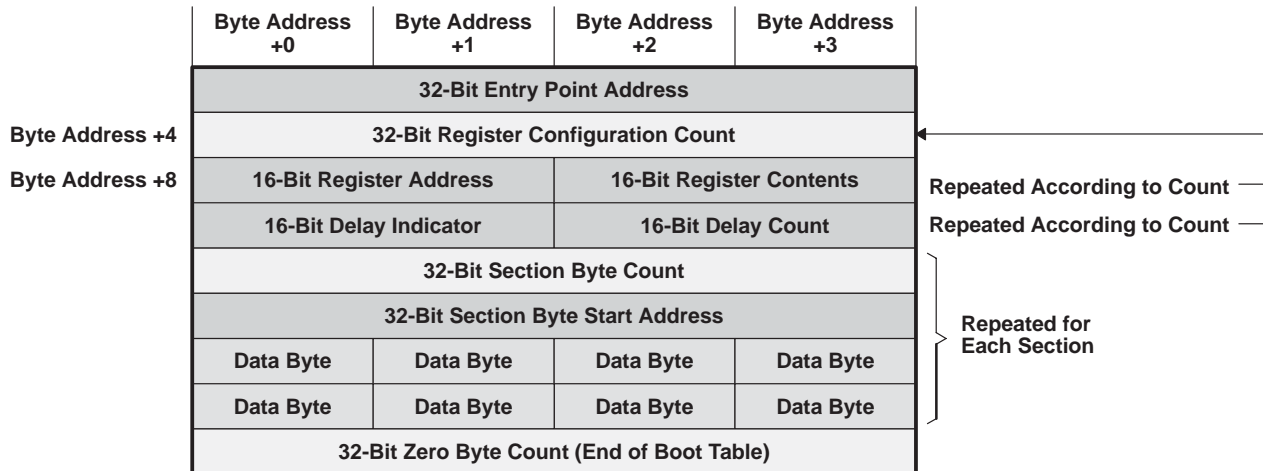 Byte Address +0
Byte Address +1
Byte Address +2
Byte Address +3
32-Bit Entry Point Address
Byte Address +4
32-Bit Register Configuration Count
Byte Address +8
16-Bit Register Address
16-Bit Register Contents
Repeated According to Count
16-Bit Delay Indicator
16-Bit Delay Count
Repeated According to Count
32-Bit Section Byte Count
32-Bit Section Byte Start Address
Repeated for
Each Section
Data Byte
Data Byte
Data Byte
Data Byte
Data Byte
Data Byte
Data Byte
Data Byte
32-Bit Zero Byte Count (End of Boot Table)